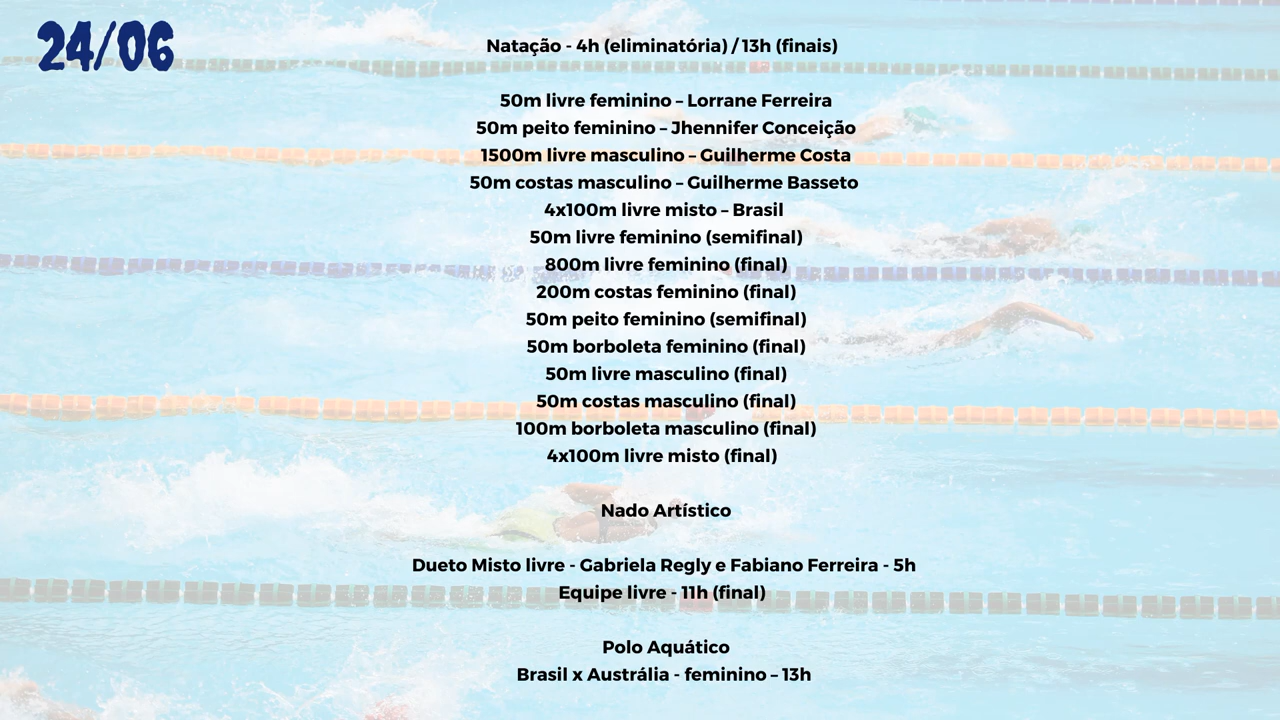 24/06
Natação - 4h (eliminatória) / 13h (finais)
50m livre feminino – Lorrane Ferreira
50m peito feminino – Jhennifer Conceição
1500m livre masculino – Guilherme Costa
50m costas masculino – Guilherme Basseto
4x100m livre misto – Brasil
50m livre feminino (semifinal)
800m livre feminino (final)
200m costas feminino (final)
50m peito feminino (semifinal)
50m borboleta feminino (final)
50m livre masculino (final)
50m costas masculino (final)
100m borboleta masculino (final)
4x100m livre misto (final)
Nado Artístico
Dueto Misto livre - Gabriela Regly e Fabiano Ferreira - 5h
Equipe livre - 11h (final)
Polo Aquático
Brasil x Austrália - feminino – 13h